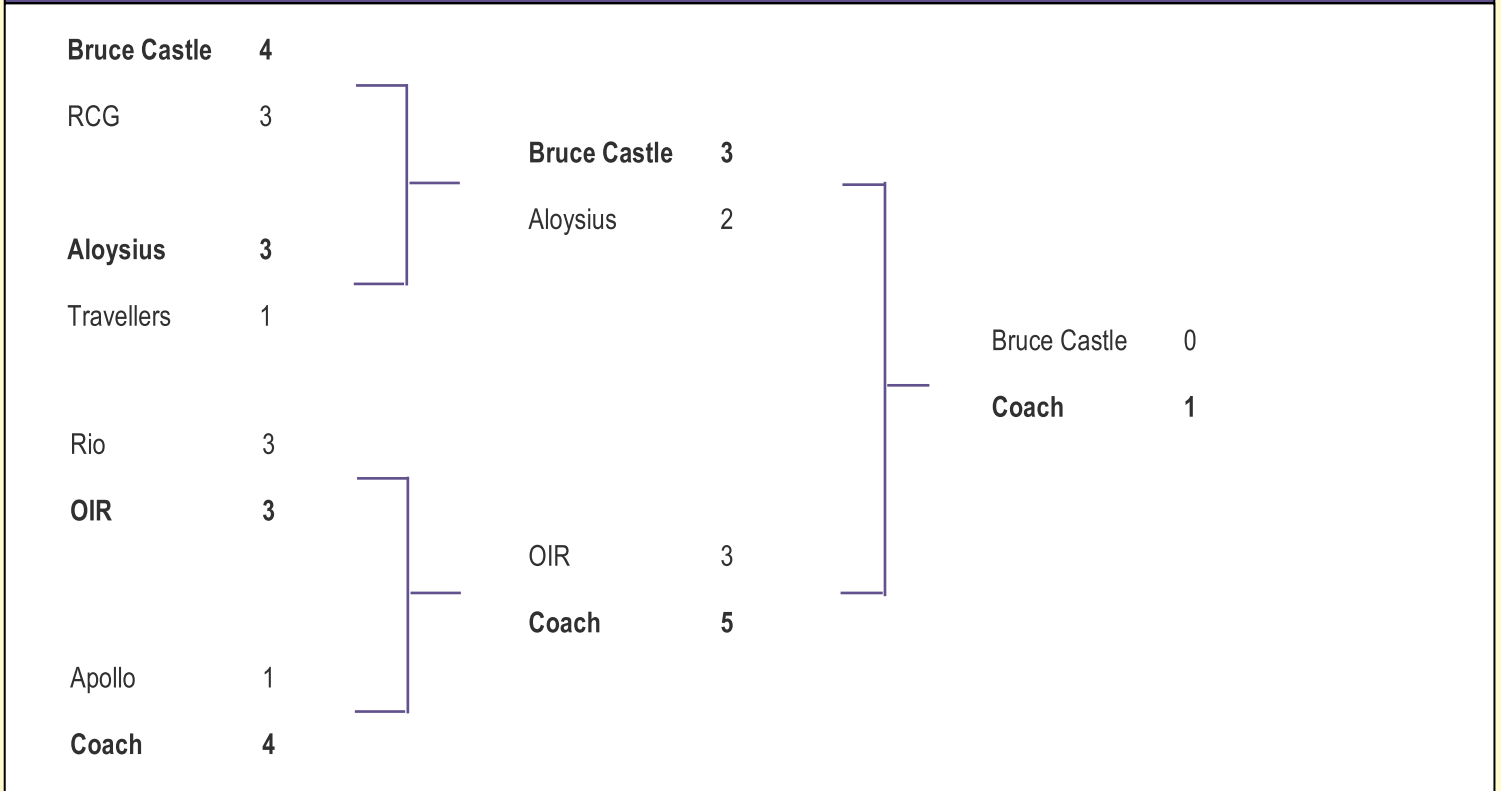 Bruce Castle 4
RCG 3
Aloysius 3
Travellers 1
Rio 3
OIR 3
Apollo 1
Coach 4
Bruce Castle 3
Aloysius 2
OIR 3
Coach 5
Bruce Castle 0
Coach 1